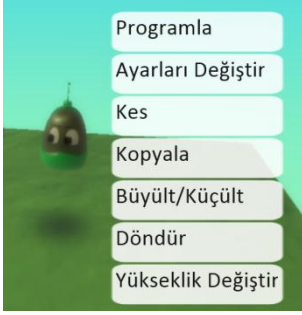 Programla
Ayarları Değiştir
Kes
Kopyala
Büyült/Küçült
Döndür
Yükseklik Değiştir